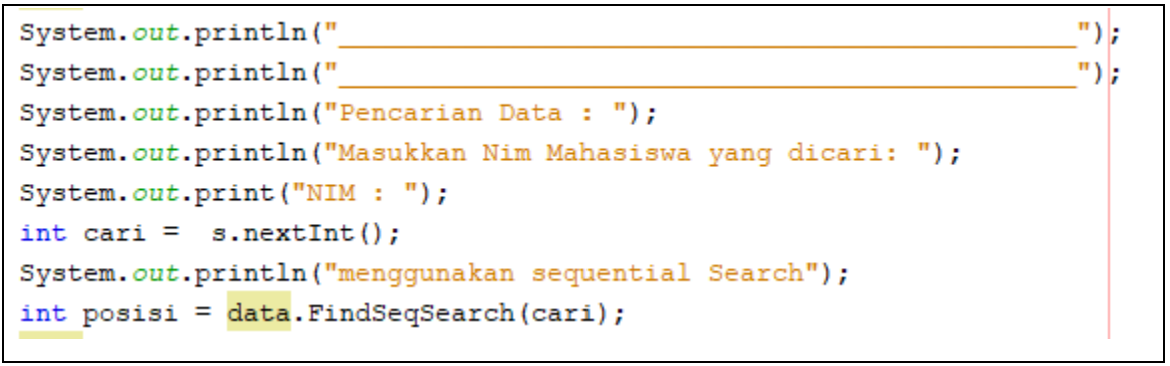 System.out.println("______________________________________________");
System.out.println("______________________________________________");
System.out.println("Pencarian Data : ");
System.out.println("Masukkan Nim Mahasiswa yang dicari: ");
System.out.print("NIM : ");
int cari =  s.nextInt();
System.out.println("menggunakan sequential Search");
int posisi = data.FindSeqSearch(cari);